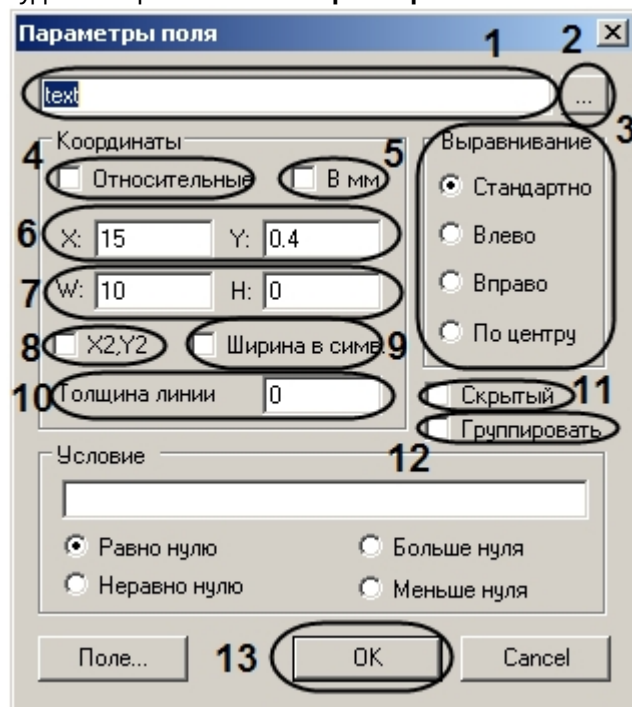 Параметры поля
1
2
text
...
3
Координаты
Выравнивание
4
Относительные
5
В мм
Стандартно
6
X: 15 Y: 0.4
Влево
7
W: 10 H: 0
Вправо
8
X2,Y2
Ширина в симв.
9
По центру
10
Толщина линии 0
Скрытый
11
Группировать
12
Условие
Равно нулю
Больше нуля
Неравно нулю
Меньше нуля
Поле...
13
OK
Cancel